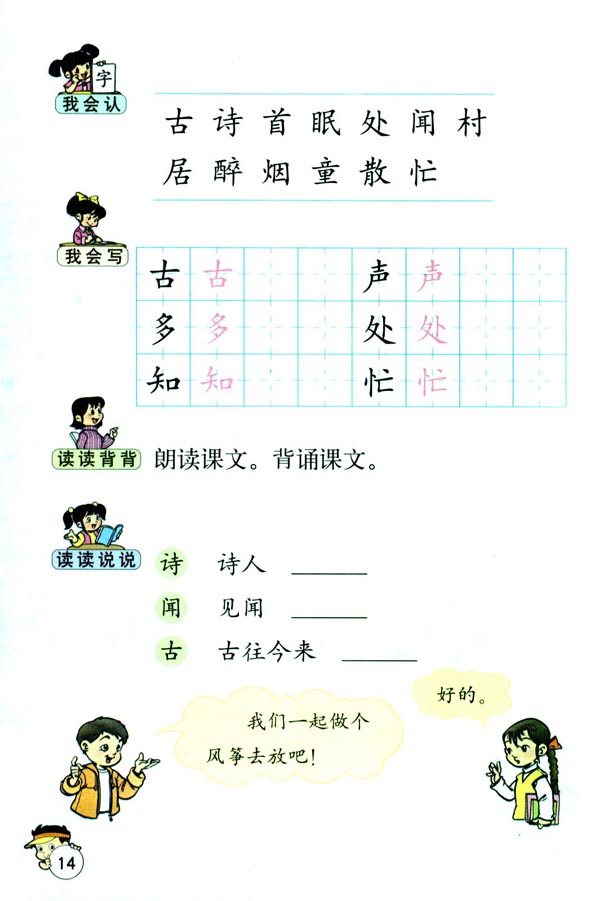 字
我会认
古 诗 首 眠 处 闻 村
居 醉 烟 童 散 忙
我会写
古 古 声 声
多 多 处 处
知 知 忙 忙
读读背背 朗读课文。背诵课文。
读读说说
诗 诗人 ______
闻 见闻 ______
古 古往今来 ______
好的。
我们一起做个
风筝去放吧！
14